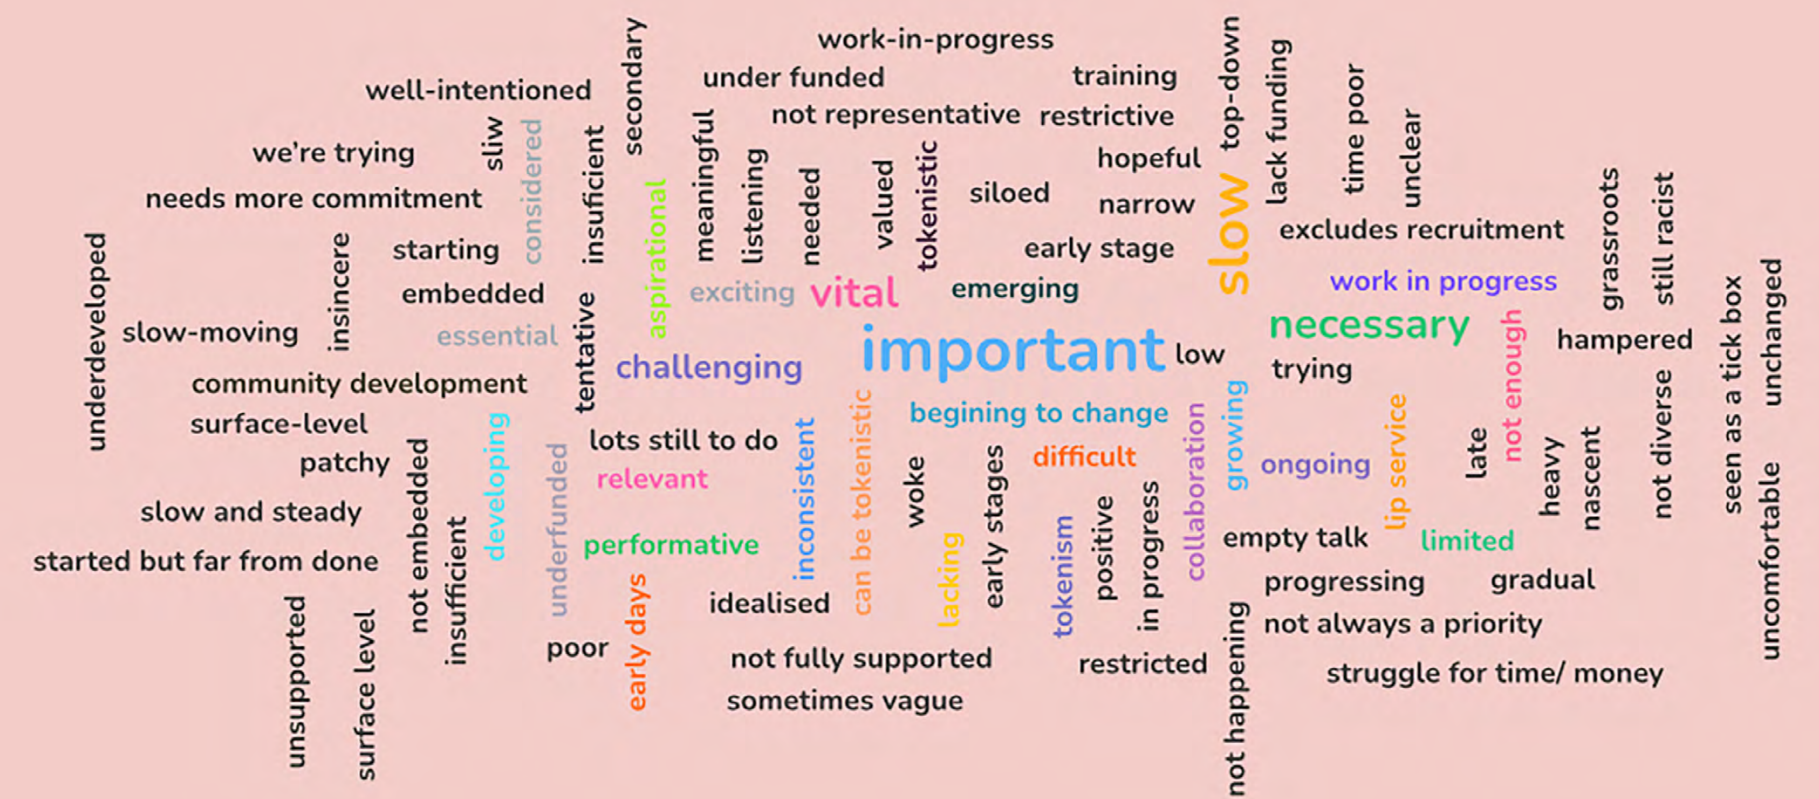 work-in-progress
secondary
top-down
under funded
training
well-intentioned
lack funding
time poor
not representative
restrictive
unclear
sliw
considered
insufficient
meaningful
we're trying
listening
needed
valued
tokenistic
hopeful
siloed
narrow
slow
needs more commitment
aspirational
grassroots
still racist
excludes recruitment
early stage
starting
underdeveloped
insincere
embedded
exciting
vital
emerging
work in progress
seen as a tick box
unchanged
slow-moving
essential
tentative
important
necessary
not enough
hampered
low
challenging
trying
community development
surface-level
developing
begining to change
collaboration
growing
lip service
late
heavy
nascent
not diverse
lots still to do
patchy
not embedded
underfunded
relevant
inconsistent
can be tokenistic
woke
early stages
difficult
ongoing
slow and steady
insufficient
performative
lacking
tokenism
positive
in progress
empty talk
limited
uncomfortable
started but far from done
early days
idealised
progressing
gradual
unsupported
surface level
poor
not fully supported
restricted
not happening
not always a priority
struggle for time/ money
sometimes vague